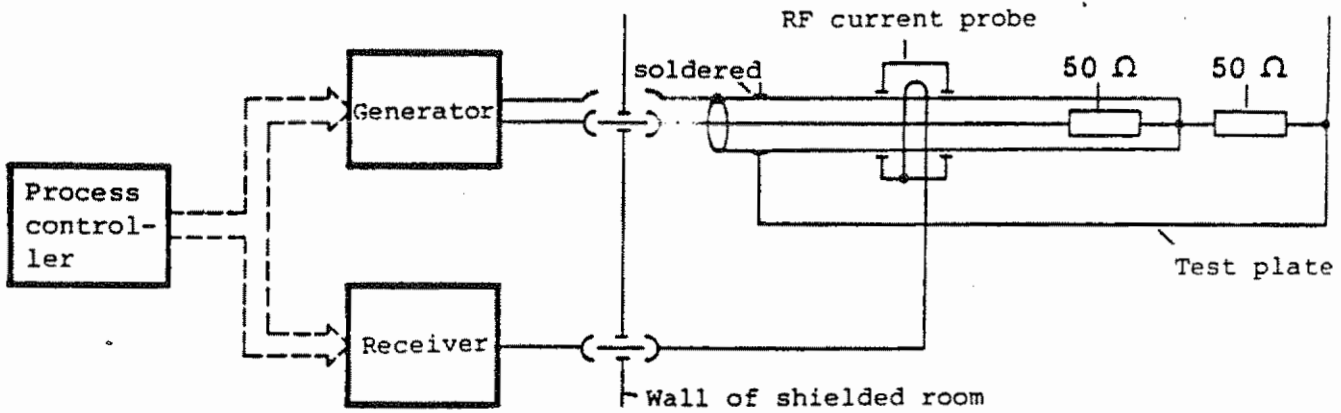 RF current probe
soldered
50 Ω
50 Ω
Generator
Process
control-
ler
Test plate
Receiver
Wall of shielded room